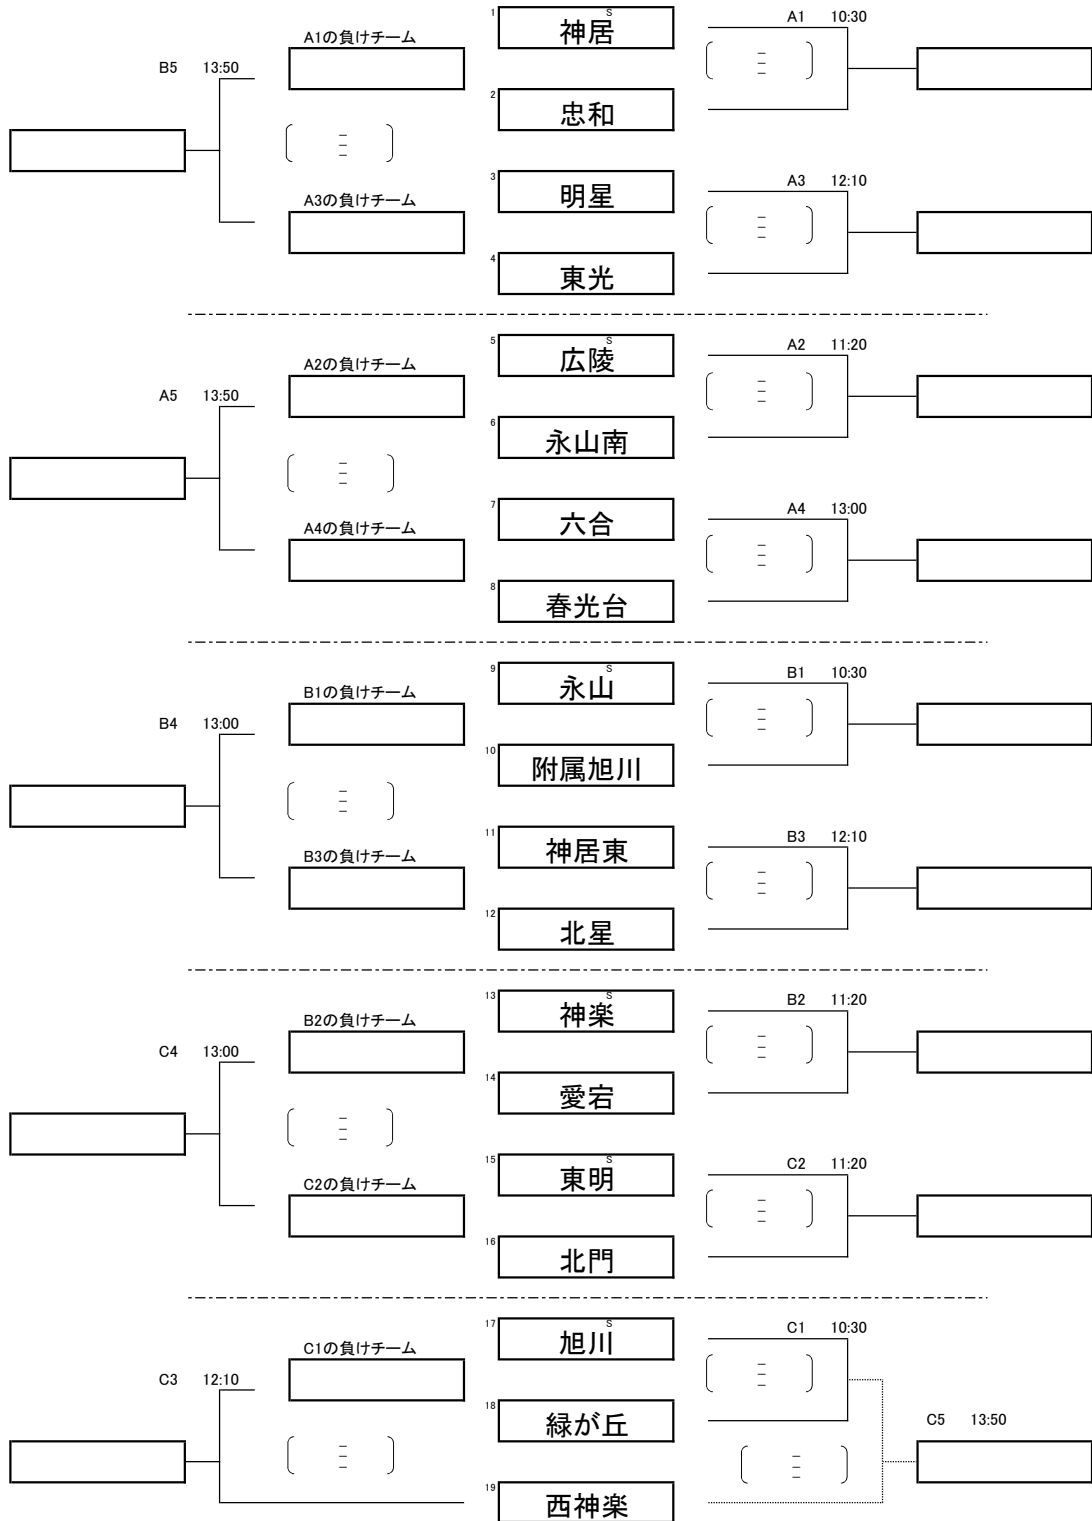 1 神居 S
A1 10:30
A1の負けチーム
B5 13:50
2 忠和
3 明星
A3 12:10
A3の負けチーム
4 東光
5 広陵 S
A2 11:20
A2の負けチーム
A5 13:50
6 永山南
7 六合
A4 13:00
A4の負けチーム
8 春光台
9 永山 S
B1 10:30
B1の負けチーム
B4 13:00
10 附属旭川
11 神居東
B3 12:10
B3の負けチーム
12 北星
13 神楽 S
B2 11:20
B2の負けチーム
C4 13:00
14 愛宕
15 東明 S
C2 11:20
C2の負けチーム
16 北門
17 旭川 S
C1 10:30
C1の負けチーム
C3 12:10
18 緑が丘
C5 13:50
19 西神楽